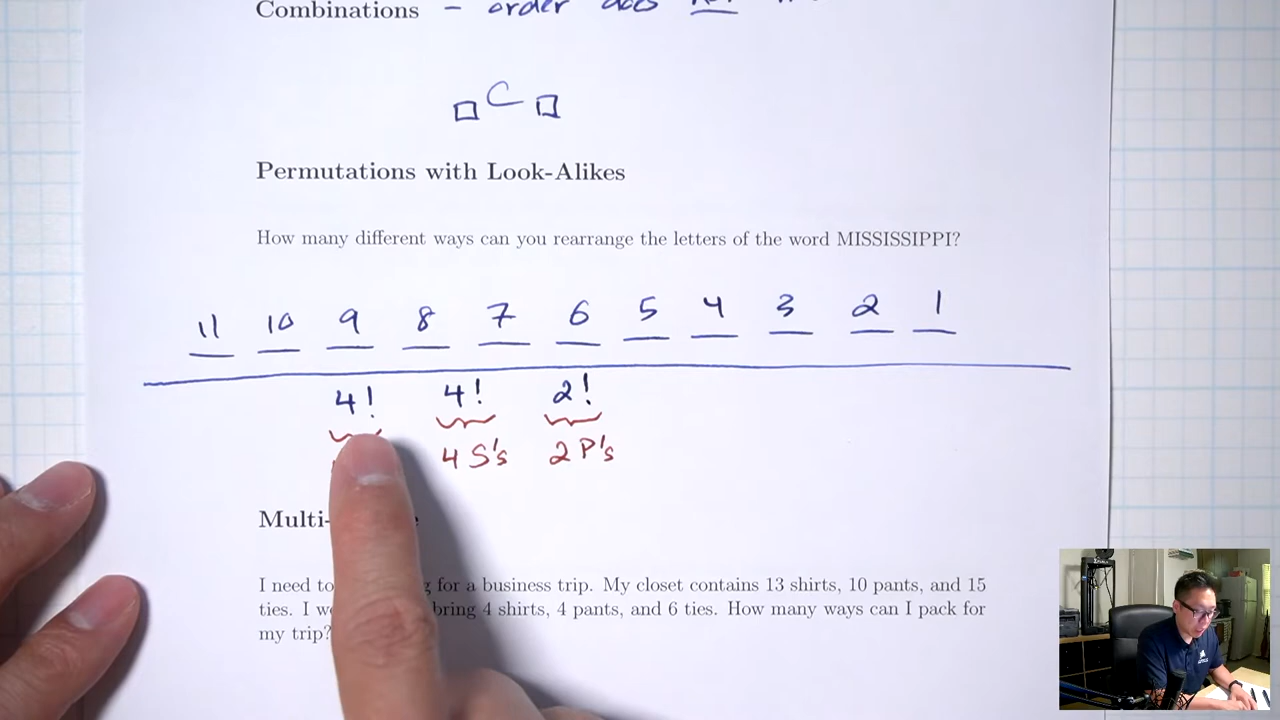 Combinations – order does
□ C □
Permutations with Look-Alikes
How many different ways can you rearrange the letters of the word MISSISSIPPI?
11 10 9 8 7 6 5 4 3 2 1
4! 4! 2!
4 S's 2 P's
Multi-
I need to for a business trip. My closet contains 13 shirts, 10 pants, and 15
ties. I bring 4 shirts, 4 pants, and 6 ties. How many ways can I pack for
my trip?